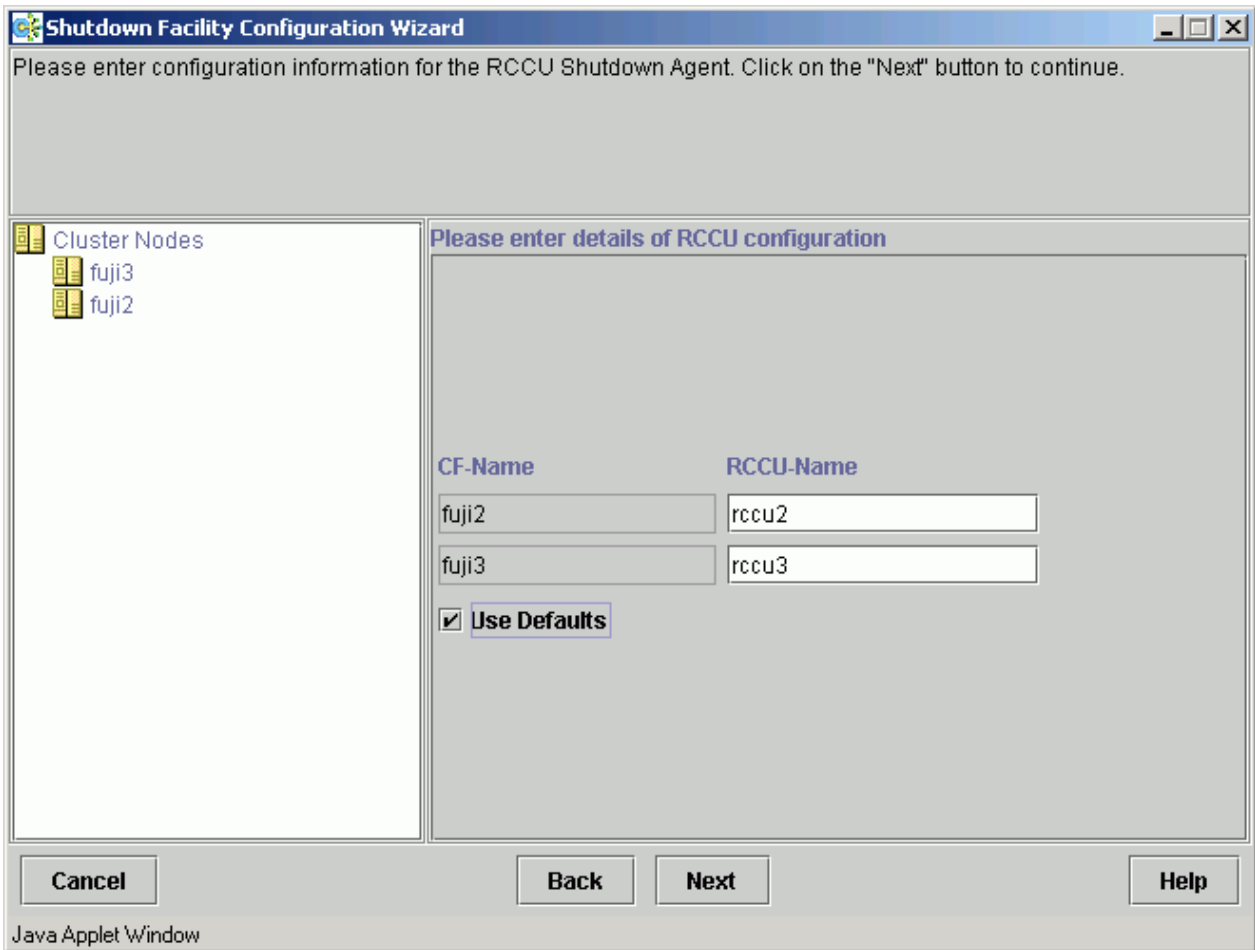 Shutdown Facility Configuration Wizard
Please enter configuration information for the RCCU Shutdown Agent. Click on the "Next" button to continue.
Cluster Nodes
fuji3
fuji2
Please enter details of RCCU configuration
CF-Name RCCU-Name
fuji2 rccu2
fuji3 rccu3
Use Defaults
Cancel Back Next Help
Java Applet Window